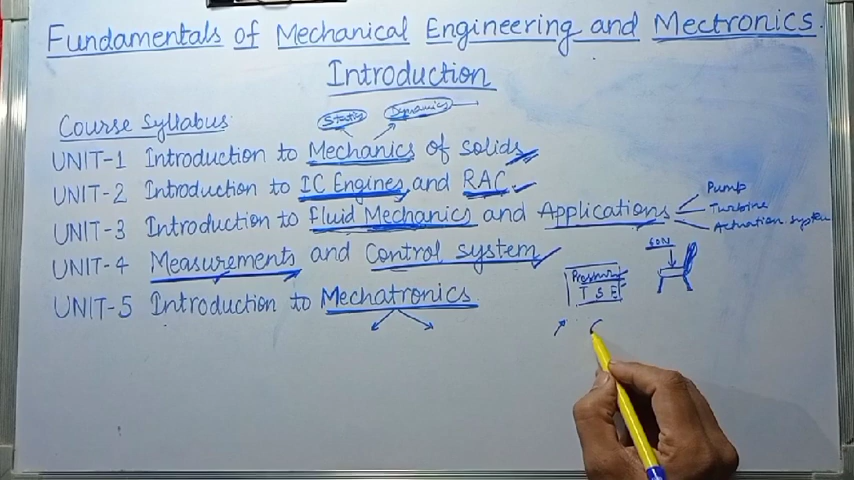 Fundamentals of Mechanical Engineering and Mectronics.
Introduction
Course Syllabus
Statics Dynamics
UNIT-1 Introduction to Mechanics of solids
UNIT-2 Introduction to IC Engines and RAC
UNIT-3 Introduction to Fluid Mechanics and Applications
Pump
Turbine
Actuation System
UNIT-4 Measurements and Control system
60N
Pressure
T S F
UNIT-5 Introduction to Mechatronics